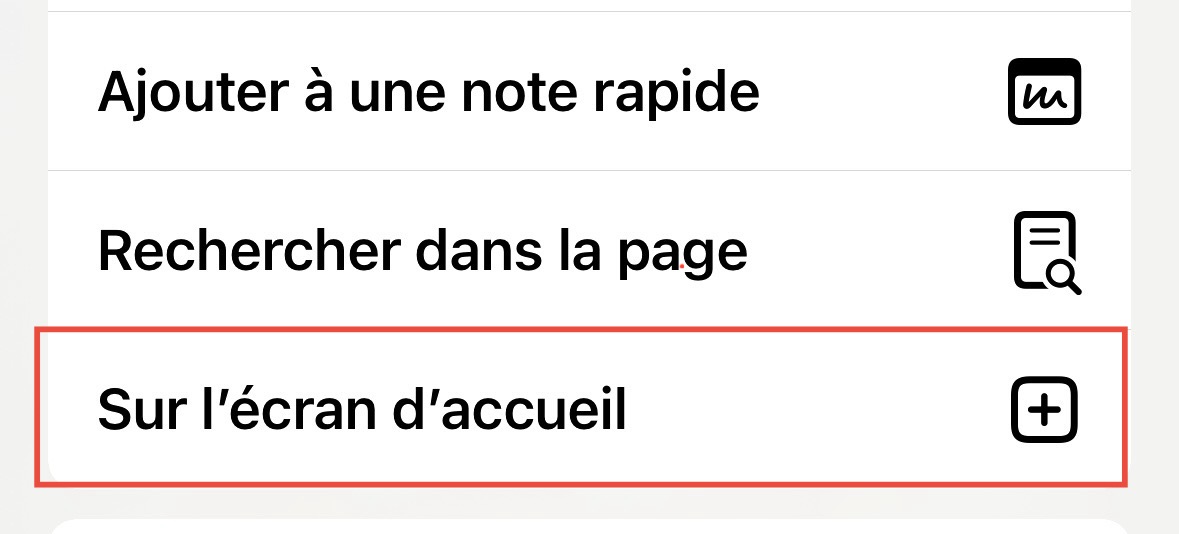 Ajouter à une note rapide
Rechercher dans la page
Sur l’écran d’accueil